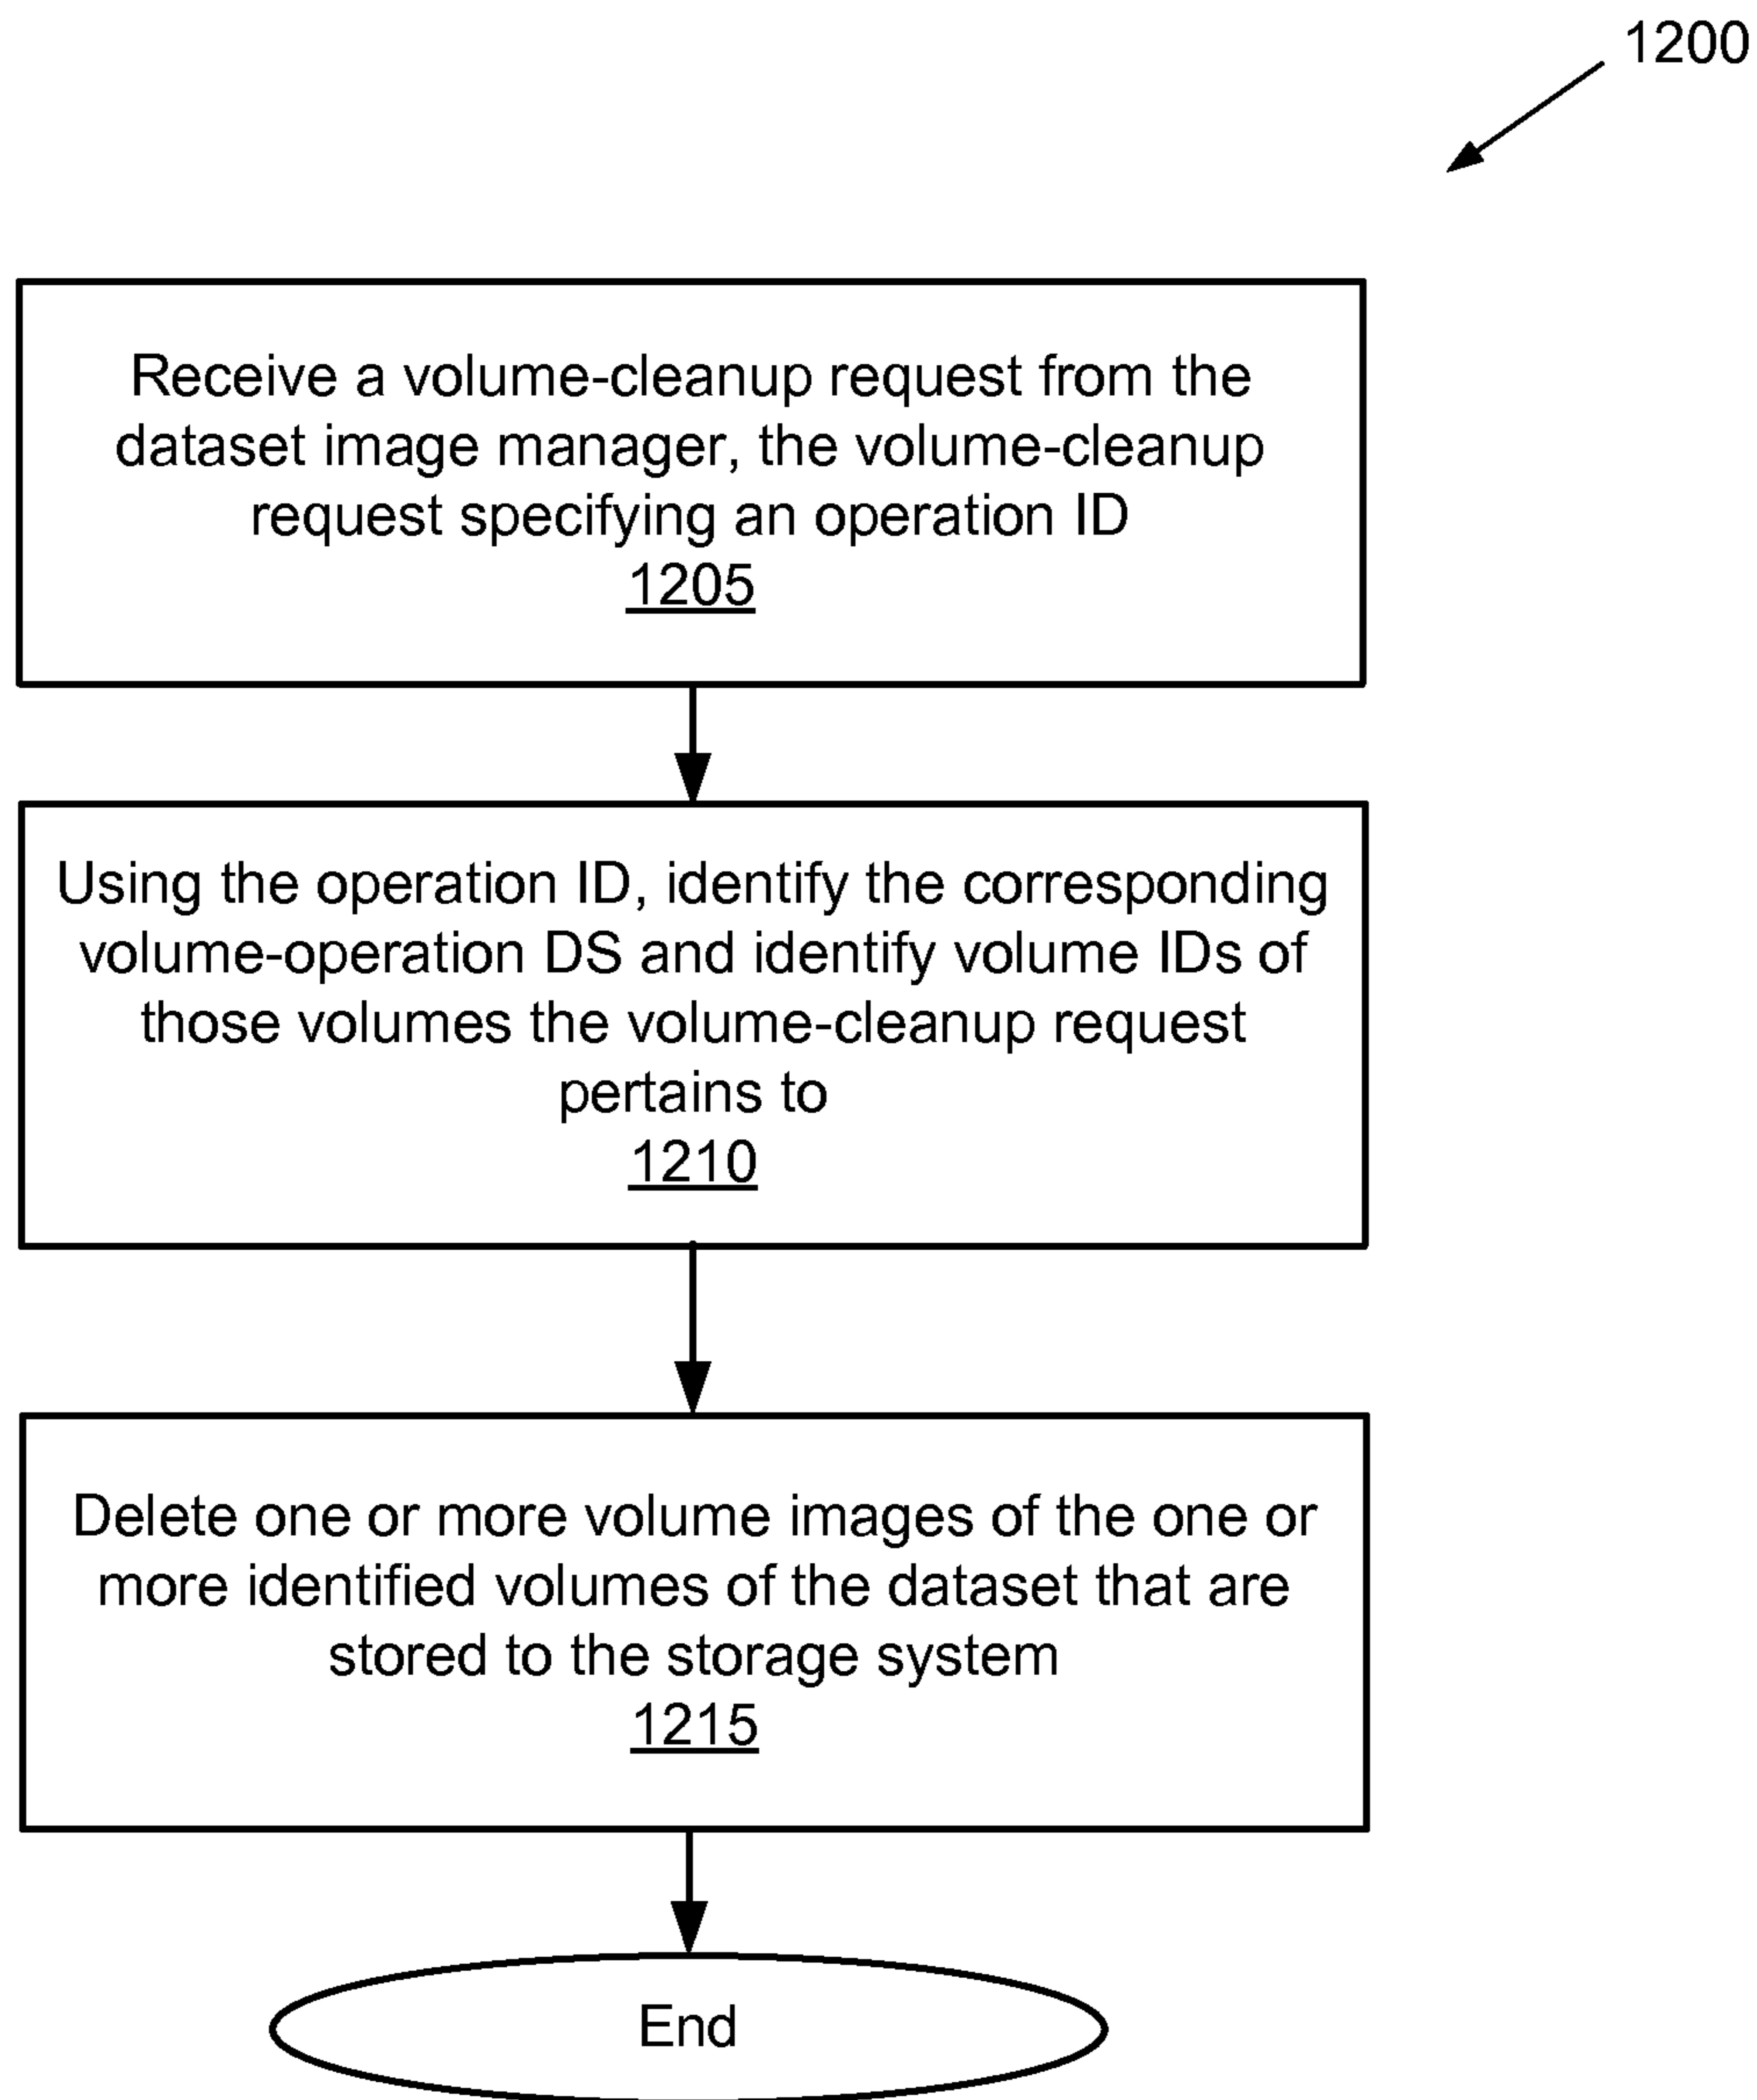 1200
Receive a volume-cleanup request from the
dataset image manager, the volume-cleanup
request specifying an operation ID
1205
Using the operation ID, identify the corresponding
volume-operation DS and identify volume IDs of
those volumes the volume-cleanup request
pertains to
1210
Delete one or more volume images of the one or
more identified volumes of the dataset that are
stored to the storage system
1215
End